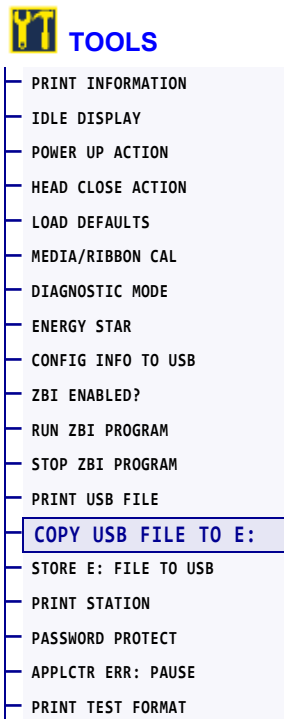 TOOLS
PRINT INFORMATION
IDLE DISPLAY
POWER UP ACTION
HEAD CLOSE ACTION
LOAD DEFAULTS
MEDIA/RIBBON CAL
DIAGNOSTIC MODE
ENERGY STAR
CONFIG INFO TO USB
ZBI ENABLED?
RUN ZBI PROGRAM
STOP ZBI PROGRAM
PRINT USB FILE
COPY USB FILE TO E:
STORE E: FILE TO USB
PRINT STATION
PASSWORD PROTECT
APPLCTR ERR: PAUSE
PRINT TEST FORMAT